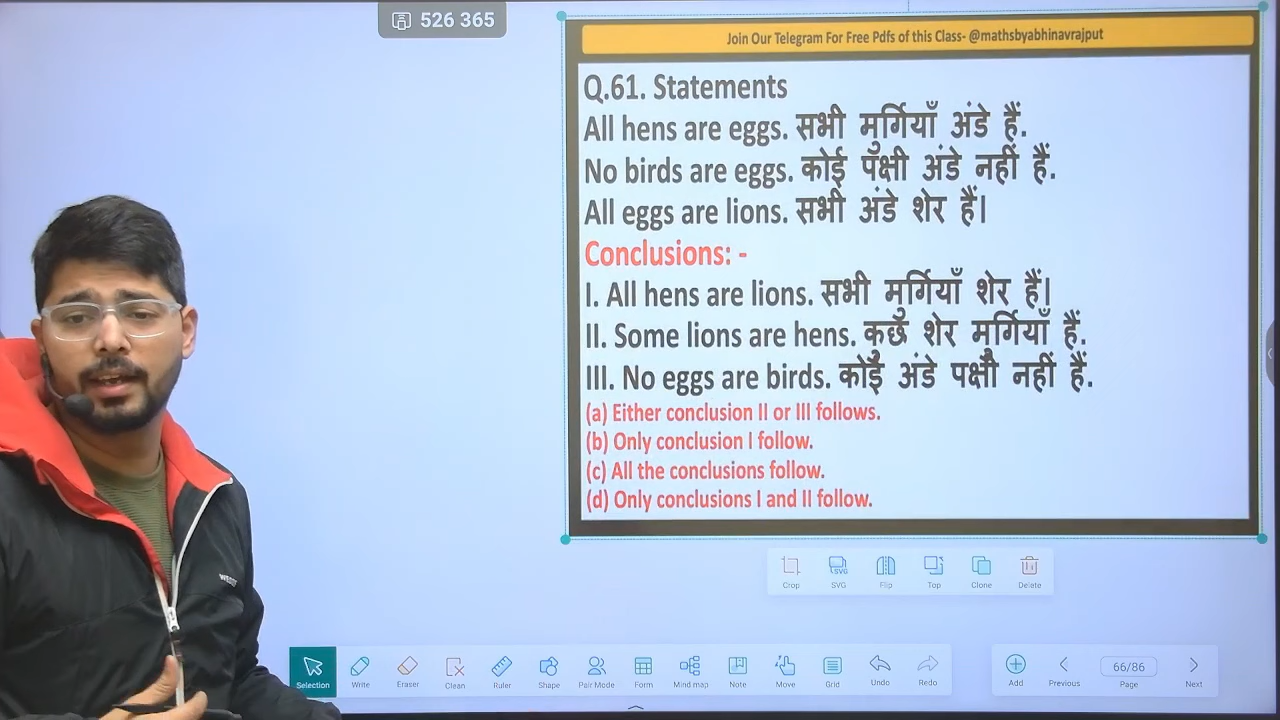 526 365
Join Our Telegram For Free Pdfs of this Class- @mathsbyabhinavrajput
Q.61. Statements
All hens are eggs. सभी मुर्गियाँ अंडे हैं.
No birds are eggs. कोई पक्षी अंडे नहीं हैं.
All eggs are lions. सभी अंडे शेर हैं।
Conclusions: -
I. All hens are lions. सभी मुर्गियाँ शेर हैं।
II. Some lions are hens. कुछ शेर मुर्गियाँ हैं.
III. No eggs are birds. कोई अंडे पक्षी नहीं हैं.
(a) Either conclusion II or III follows.
(b) Only conclusion I follow.
(c) All the conclusions follow.
(d) Only conclusions I and II follow.
Crop SVG Flip Top Clone Delete
Selection Write Eraser Clean Ruler Shape Pair Mode Form Mind map Note Move Grid Undo Redo
66/86
Add Previous Page Next